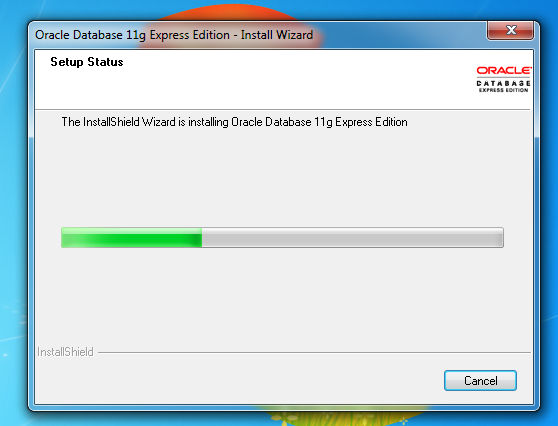 Oracle Database 11g Express Edition - Install Wizard
Setup Status
ORACLE
DATABASE
EXPRESS EDITION
The InstallShield Wizard is installing Oracle Database 11g Express Edition
InstallShield
Cancel